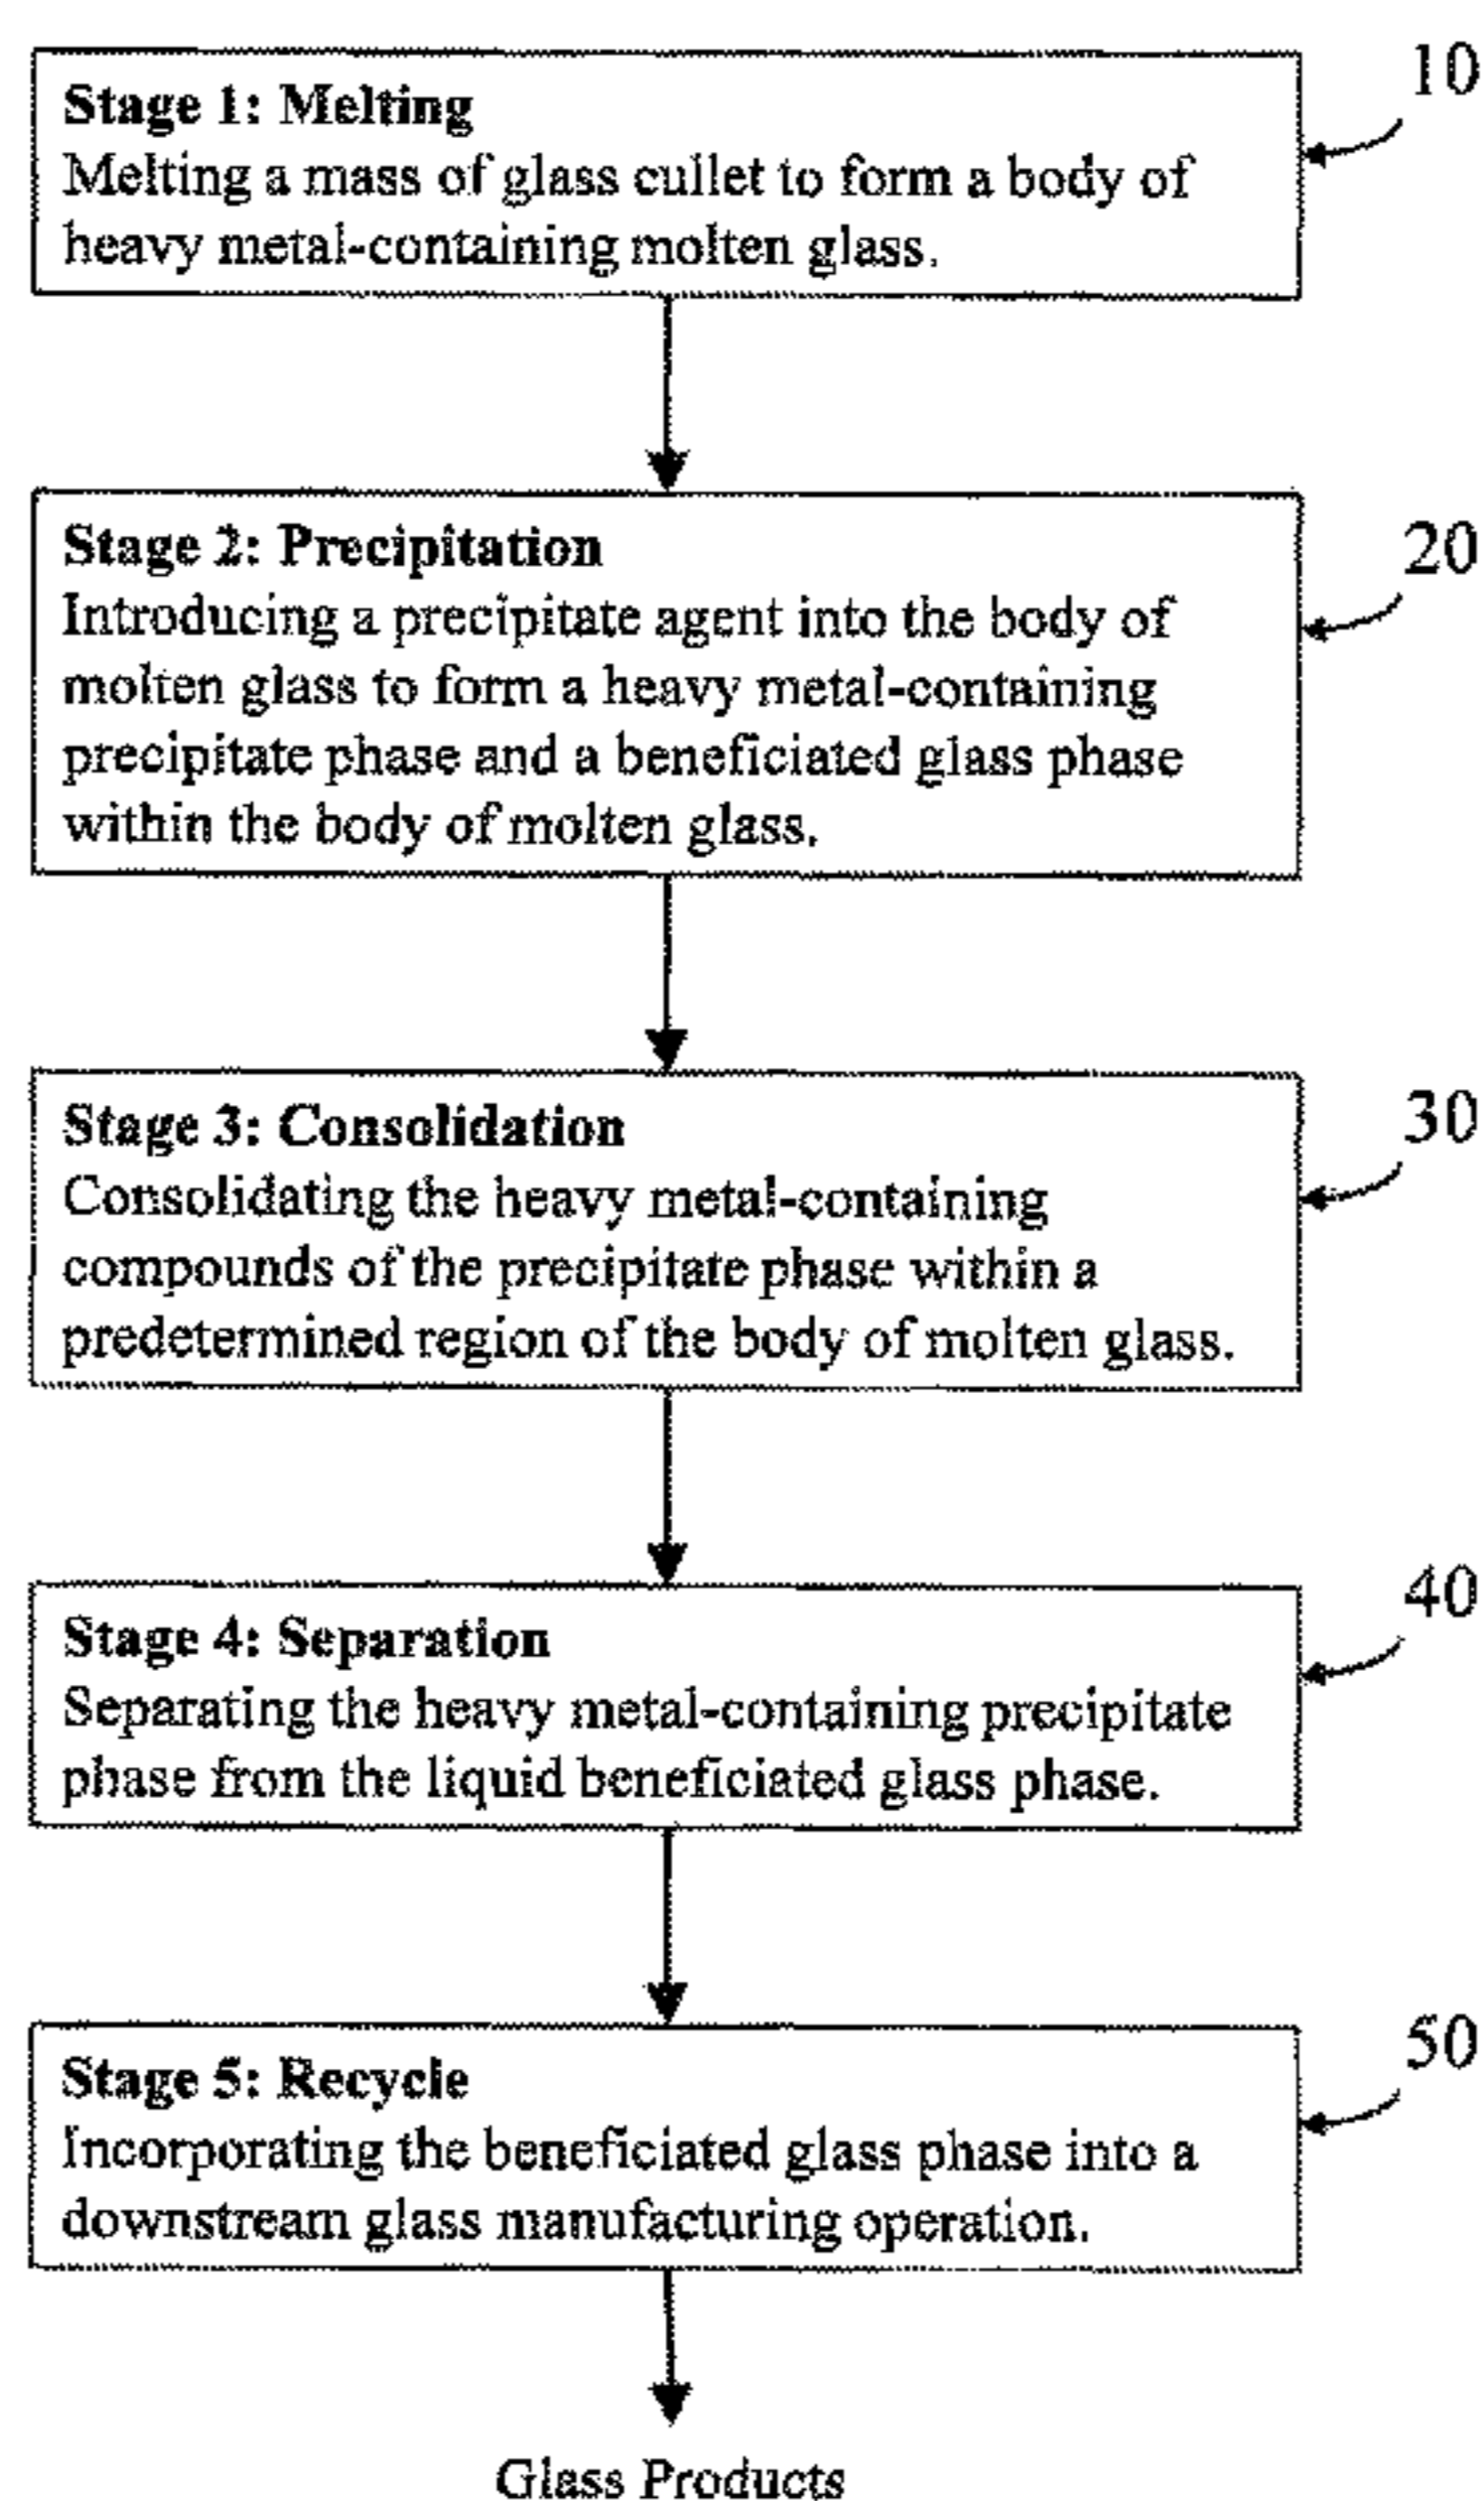 10
Stage 1: Melting
Melting a mass of glass cullet to form a body of
heavy metal-containing molten glass.
20
Stage 2: Precipitation
Introducing a precipitate agent into the body of
molten glass to form a heavy metal-containing
precipitate phase and a beneficiated glass phase
within the body of molten glass.
30
Stage 3: Consolidation
Consolidating the heavy metal-containing
compounds of the precipitate phase within a
predetermined region of the body of molten glass.
40
Stage 4: Separation
Separating the heavy metal-containing precipitate
phase from the liquid beneficiated glass phase.
50
Stage 5: Recycle
Incorporating the beneficiated glass phase into a
downstream glass manufacturing operation.
Glass Products